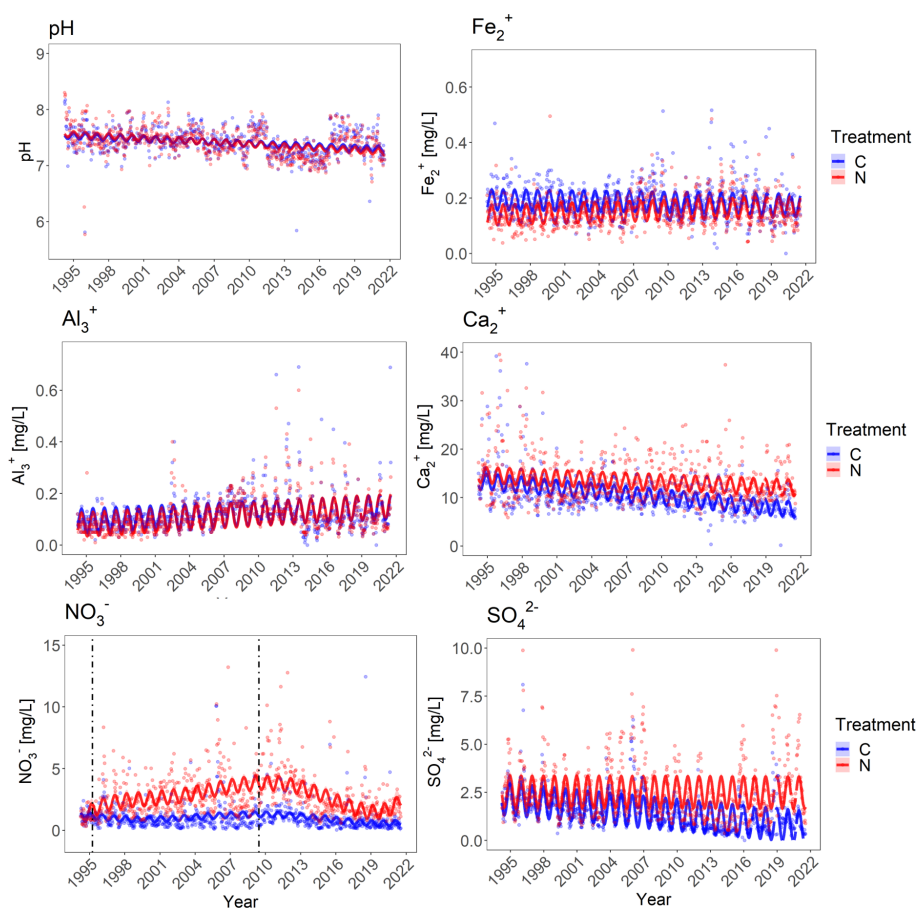 pH
9
8
7
6
pH
1995 1998 2001 2004 2007 2010 2013 2016 2019 2022
Fe₂⁺
0.6
0.4
0.2
0.0
Fe₂⁺ [mg/L]
1995 1998 2001 2004 2007 2010 2013 2016 2019 2022
Treatment
C
N
Al₃⁺
0.6
0.4
0.2
0.0
Al₃⁺ [mg/L]
1995 1998 2001 2004 2007 2010 2013 2016 2019 2022
Ca₂⁺
40
30
20
10
0
Ca₂⁺ [mg/L]
1995 1998 2001 2004 2007 2010 2013 2016 2019 2022
Treatment
C
N
NO₃⁻
15
10
5
0
NO₃⁻ [mg/L]
1995 1998 2001 2004 2007 2010 2013 2016 2019 2022
Year
SO₄²⁻
10.0
7.5
5.0
2.5
0.0
SO₄²⁻ [mg/L]
1995 1998 2001 2004 2007 2010 2013 2016 2019 2022
Year
Treatment
C
N